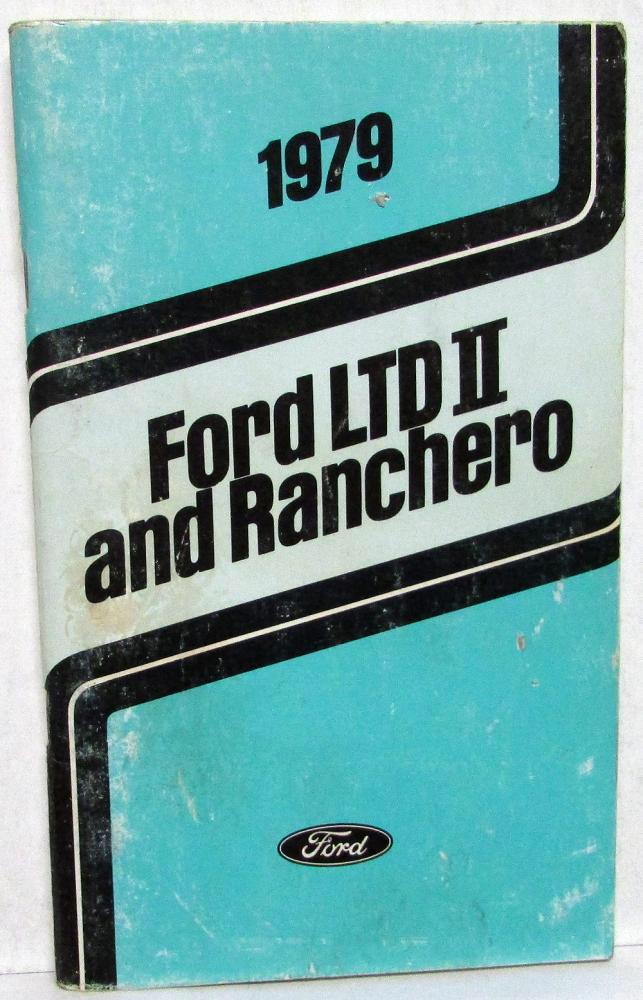 1979
Ford LTD II
and Ranchero
Ford